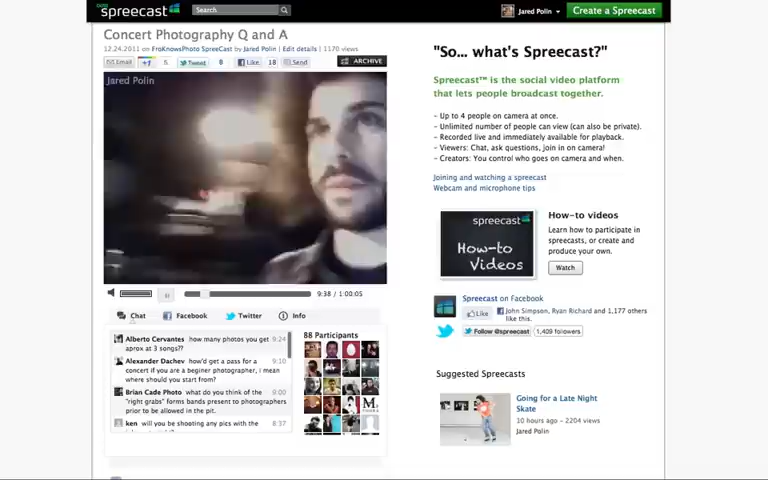 spreecast
Search
Jared Polin
Create a Spreecast
Concert Photography Q and A
12.24.2011 on FroKnowsPhoto SpreeCast by Jared Polin | Edit details | 1170 views
Email
+1
5
Tweet
8
Like
18
Send
ARCHIVE
Jared Polin
9:38 / 1:00:05
Chat
Facebook
Twitter
Info
Alberto Cervantes how many photos you get 9:24
aprox at 3 songs??
Alexander Dachev how'd get a pass for a 9:10
concert if you are a beginer photographer, i mean
where should you start from?
Brian Cade Photo what do you think of the 9:00
"right grabs" forms bands present to photographers
prior to be allowed in the pit.
ken will you be shooting any pics with the 8:37
88 Participants
"So... what's Spreecast?"
Spreecast™ is the social video platform
that lets people broadcast together.
- Up to 4 people on camera at once.
- Unlimited number of people can view (can also be private).
- Recorded live and immediately available for playback.
- Viewers: Chat, ask questions, join in on camera!
- Creators: You control who goes on camera and when.
Joining and watching a spreecast
Webcam and microphone tips
spreecast
How-to
Videos
How-to videos
Learn how to participate in
spreecasts, or create and
produce your own.
Watch
Spreecast on Facebook
Like
John Simpson, Ryan Richard and 1,177 others
like this.
Follow @spreecast
1,409 followers
Suggested Spreecasts
Going for a Late Night
Skate
10 hours ago - 2204 views
Jared Polin